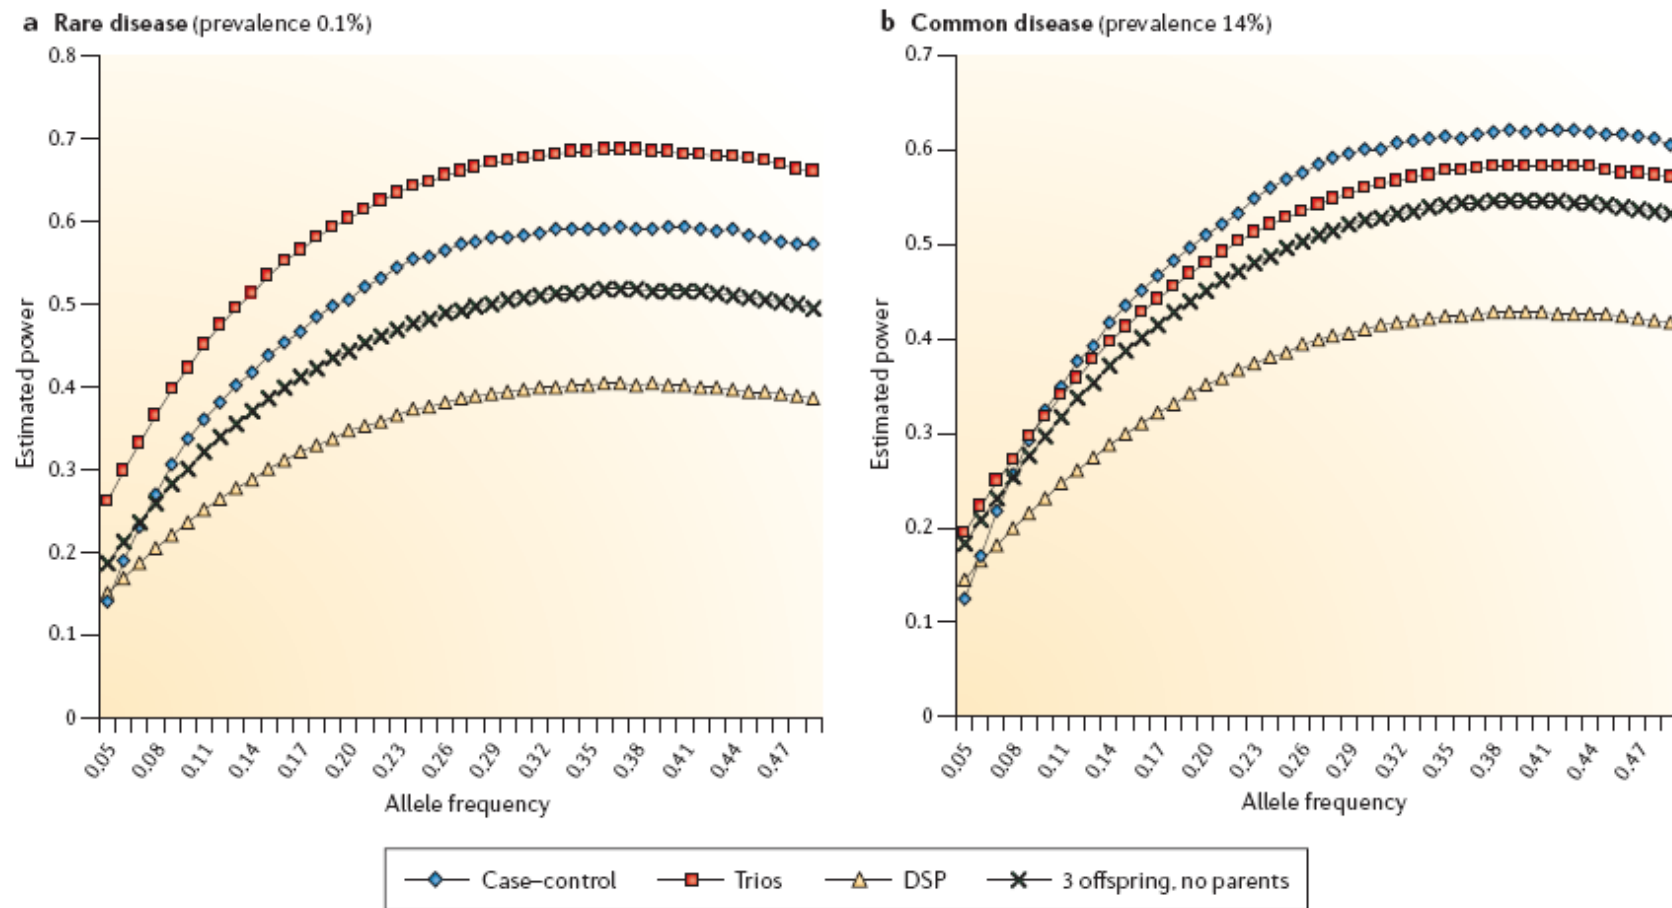 a Rare disease (prevalence 0.1%)
0.8
0.7
0.6
0.5
0.4
0.3
0.2
0.1
0
Estimated power
0.05 0.08 0.11 0.14 0.17 0.20 0.23 0.26 0.29 0.32 0.35 0.38 0.41 0.44 0.47
Allele frequency
b Common disease (prevalence 14%)
0.7
0.6
0.5
0.4
0.3
0.2
0.1
0
Estimated power
0.05 0.08 0.11 0.14 0.17 0.20 0.23 0.26 0.29 0.32 0.35 0.38 0.41 0.44 0.47
Allele frequency
Case–control Trios DSP 3 offspring, no parents